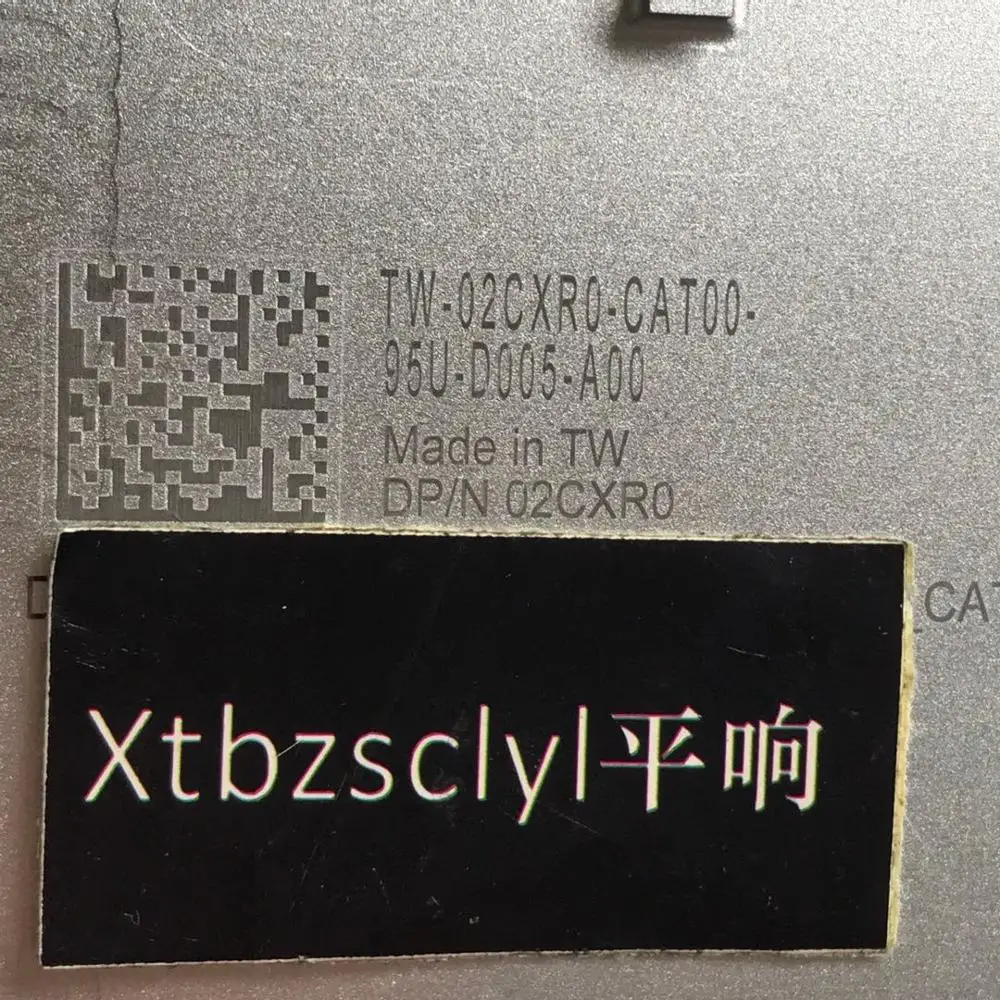 TW-02CXR0-CAT00-
95U-D005-A00
Made in TW
DP/N 02CXR0
_CAT
Xtbzsclyl平响